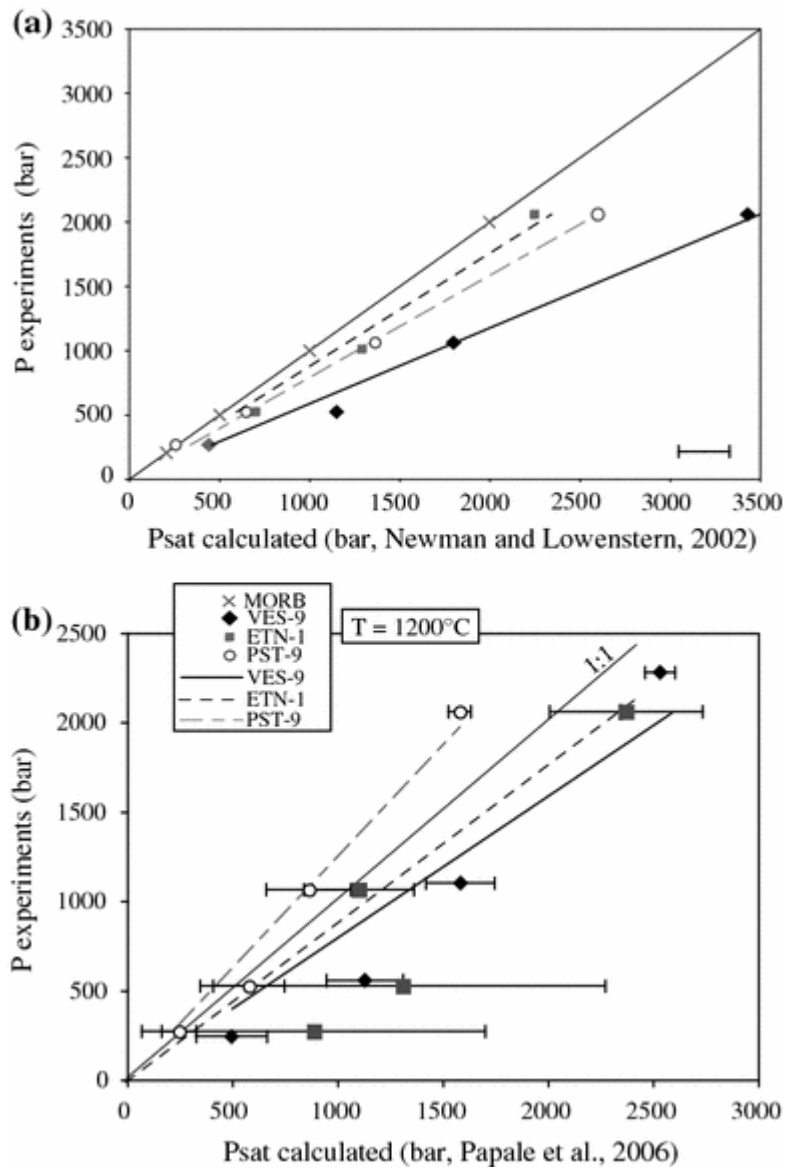 (a)
3500
3000
2500
2000
1500
1000
500
0
P experiments (bar)
0 500 1000 1500 2000 2500 3000 3500
Psat calculated (bar, Newman and Lowenstern, 2002)
(b)
MORB
VES-9
ETN-1
PST-9
VES-9
ETN-1
PST-9
T = 1200°C
1:1
2500
2000
1500
1000
500
0
P experiments (bar)
0 500 1000 1500 2000 2500 3000
Psat calculated (bar, Papale et al., 2006)